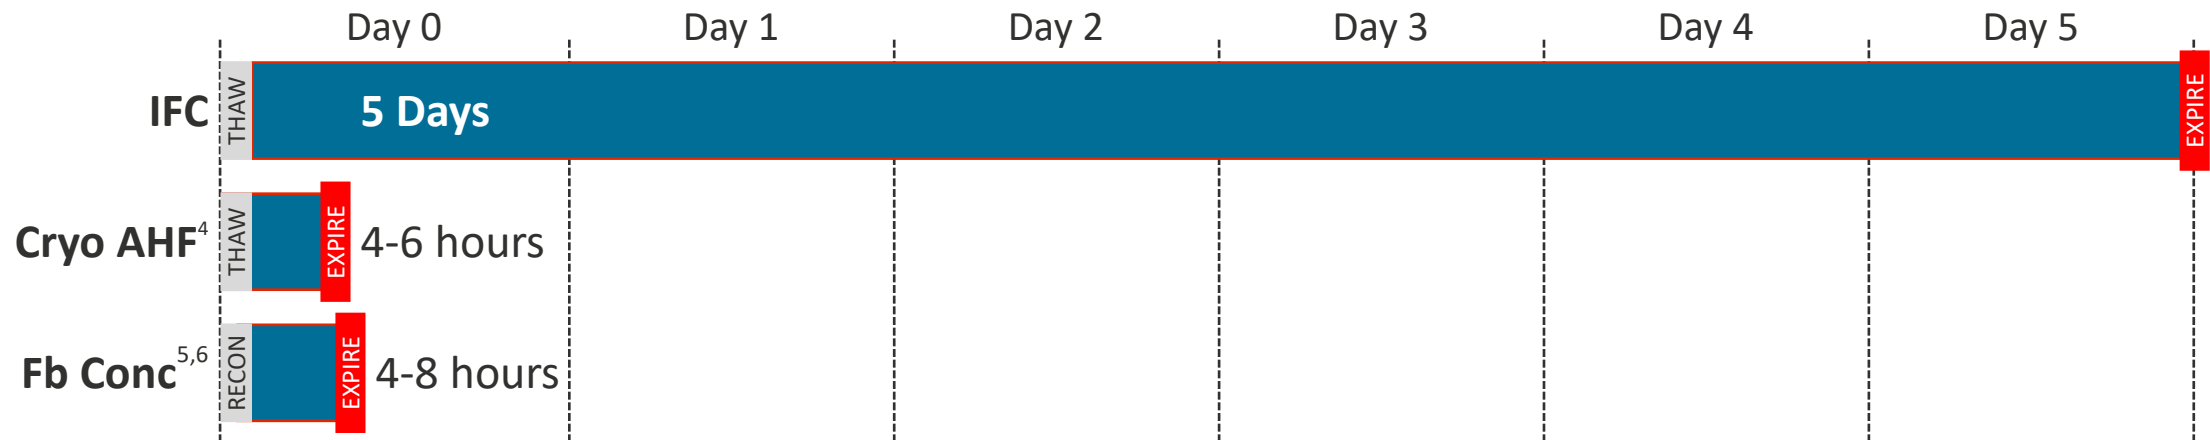 Day 0 Day 1 Day 2 Day 3 Day 4 Day 5
IFC THAW 5 Days EXPIRE
Cryo AHF4 THAW EXPIRE 4-6 hours
Fb Conc5,6 RECON EXPIRE 4-8 hours